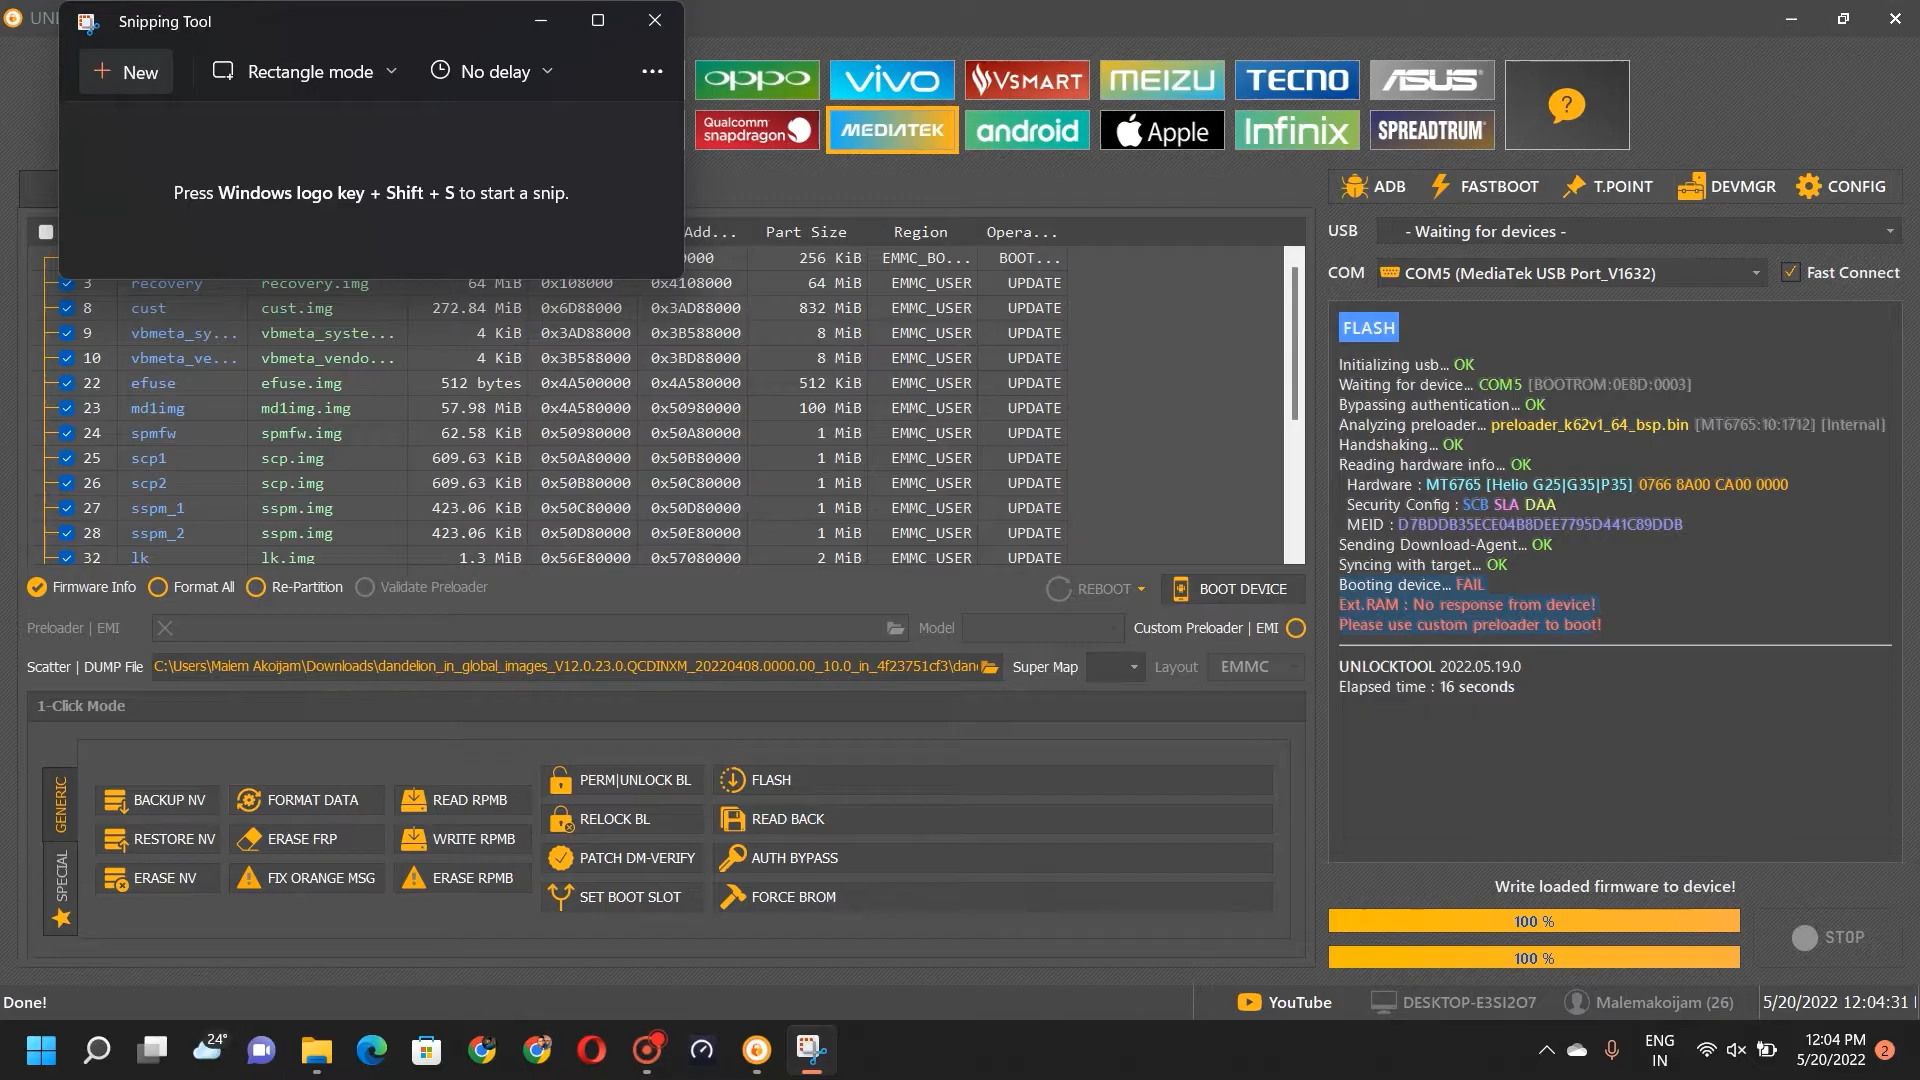 UN
Snipping Tool
New
Rectangle mode
No delay
Press Windows logo key + Shift + S to start a snip.
oppo
vivo
VSMART
MEIZU
TECNO
ASUS
Qualcomm
snapdragon
MEDIATEK
android
Apple
Infinix
SPREADTRUM
?
ADB
FASTBOOT
T.POINT
DEVMGR
CONFIG
USB
- Waiting for devices -
COM
COM5 (MediaTek USB Port_V1632)
Fast Connect
Add... Part Size Region Opera...
0000 256 KiB EMMC_BO... BOOT...
3 recovery recovery.img 64 MiB 0x108000 0x4108000 64 MiB EMMC_USER UPDATE
8 cust cust.img 272.84 MiB 0x6D88000 0x3AD88000 832 MiB EMMC_USER UPDATE
9 vbmeta_sy... vbmeta_syste... 4 KiB 0x3AD88000 0x3B588000 8 MiB EMMC_USER UPDATE
10 vbmeta_ve... vbmeta_vendo... 4 KiB 0x3B588000 0x3BD88000 8 MiB EMMC_USER UPDATE
22 efuse efuse.img 512 bytes 0x4A500000 0x4A580000 512 KiB EMMC_USER UPDATE
23 md1img md1img.img 57.98 MiB 0x4A580000 0x50980000 100 MiB EMMC_USER UPDATE
24 spmfw spmfw.img 62.58 KiB 0x50980000 0x50A80000 1 MiB EMMC_USER UPDATE
25 scp1 scp.img 609.63 KiB 0x50A80000 0x50B80000 1 MiB EMMC_USER UPDATE
26 scp2 scp.img 609.63 KiB 0x50B80000 0x50C80000 1 MiB EMMC_USER UPDATE
27 sspm_1 sspm.img 423.06 KiB 0x50C80000 0x50D80000 1 MiB EMMC_USER UPDATE
28 sspm_2 sspm.img 423.06 KiB 0x50D80000 0x50E80000 1 MiB EMMC_USER UPDATE
32 lk lk.img 1.3 MiB 0x56E80000 0x57080000 2 MiB EMMC_USER UPDATE
Firmware Info
Format All
Re-Partition
Validate Preloader
REBOOT
BOOT DEVICE
Preloader | EMI
Model
Custom Preloader | EMI
Scatter | DUMP File
C:\Users\Malem Akoijam\Downloads\dandelion_in_global_images_V12.0.23.0.QCDINXM_20220408.0000.00_10.0_in_4f23751cf3\dan
Super Map
Layout
EMMC
1-Click Mode
GENERIC
SPECIAL
BACKUP NV
FORMAT DATA
READ RPMB
RESTORE NV
ERASE FRP
WRITE RPMB
ERASE NV
FIX ORANGE MSG
ERASE RPMB
PERM|UNLOCK BL
FLASH
RELOCK BL
READ BACK
PATCH DM-VERIFY
AUTH BYPASS
SET BOOT SLOT
FORCE BROM
FLASH
Initializing usb... OK
Waiting for device... COM5 [BOOTROM:0E8D:0003]
Bypassing authentication... OK
Analyzing preloader... preloader_k62v1_64_bsp.bin [MT6765:10:1712] [Internal]
Handshaking... OK
Reading hardware info... OK
Hardware : MT6765 [Helio G25|G35|P35] 0766 8A00 CA00 0000
Security Config : SCB SLA DAA
MEID : D7BDDB35ECE04B8DEE7795D441C89DDB
Sending Download-Agent... OK
Syncing with target... OK
Booting device... FAIL
Ext.RAM : No response from device!
Please use custom preloader to boot!
UNLOCKTOOL 2022.05.19.0
Elapsed time : 16 seconds
Write loaded firmware to device!
100 %
100 %
STOP
Done!
YouTube
DESKTOP-E3SI2O7
Malemakoijam (26)
5/20/2022 12:04:31
24°
ENG
IN
12:04 PM
5/20/2022
2